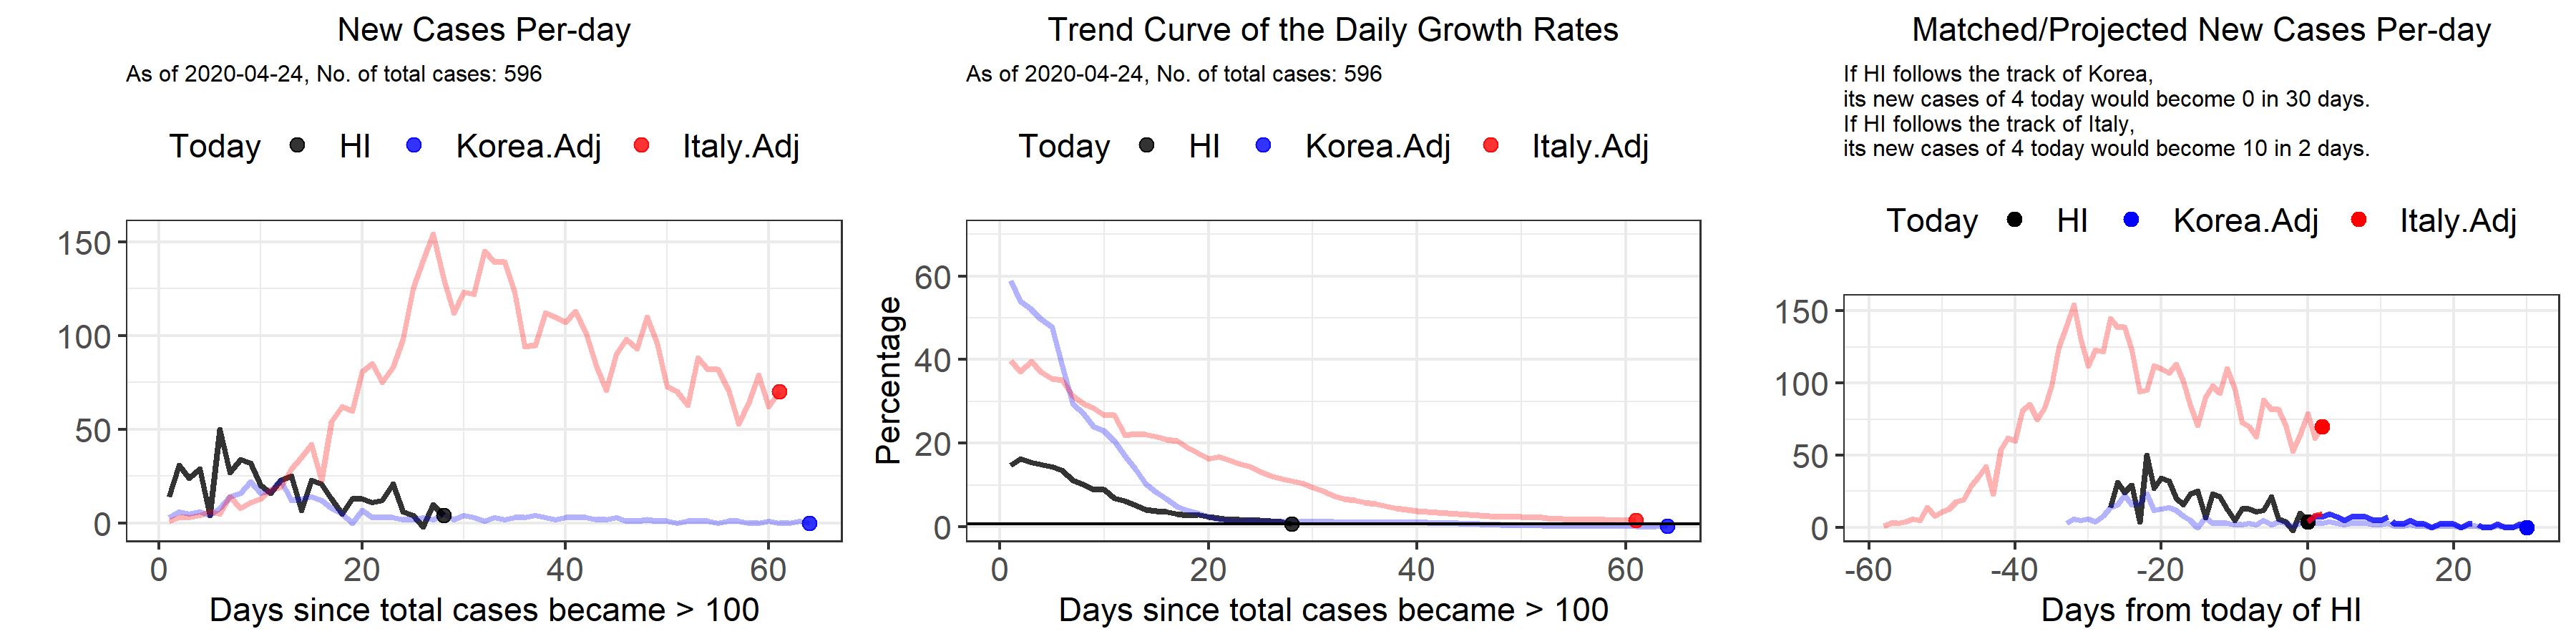 New Cases Per-day
As of 2020-04-24, No. of total cases: 596
Today HI Korea.Adj Italy.Adj
150
100
50
0
0 20 40 60
Days since total cases became > 100
Trend Curve of the Daily Growth Rates
As of 2020-04-24, No. of total cases: 596
Today HI Korea.Adj Italy.Adj
Percentage
60
40
20
0
0 20 40 60
Days since total cases became > 100
Matched/Projected New Cases Per-day
If HI follows the track of Korea,
its new cases of 4 today would become 0 in 30 days.
If HI follows the track of Italy,
its new cases of 4 today would become 10 in 2 days.
Today HI Korea.Adj Italy.Adj
150
100
50
0
-60 -40 -20 0 20
Days from today of HI